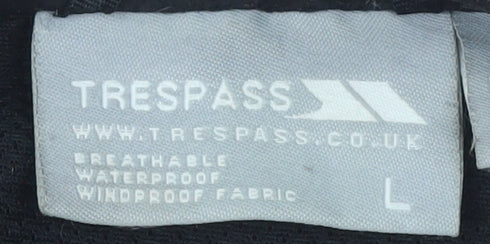 TRESPASS
WWW.TRESPASS.CO.UK
BREATHABLE
WATERPROOF
WINDPROOF FABRIC
L